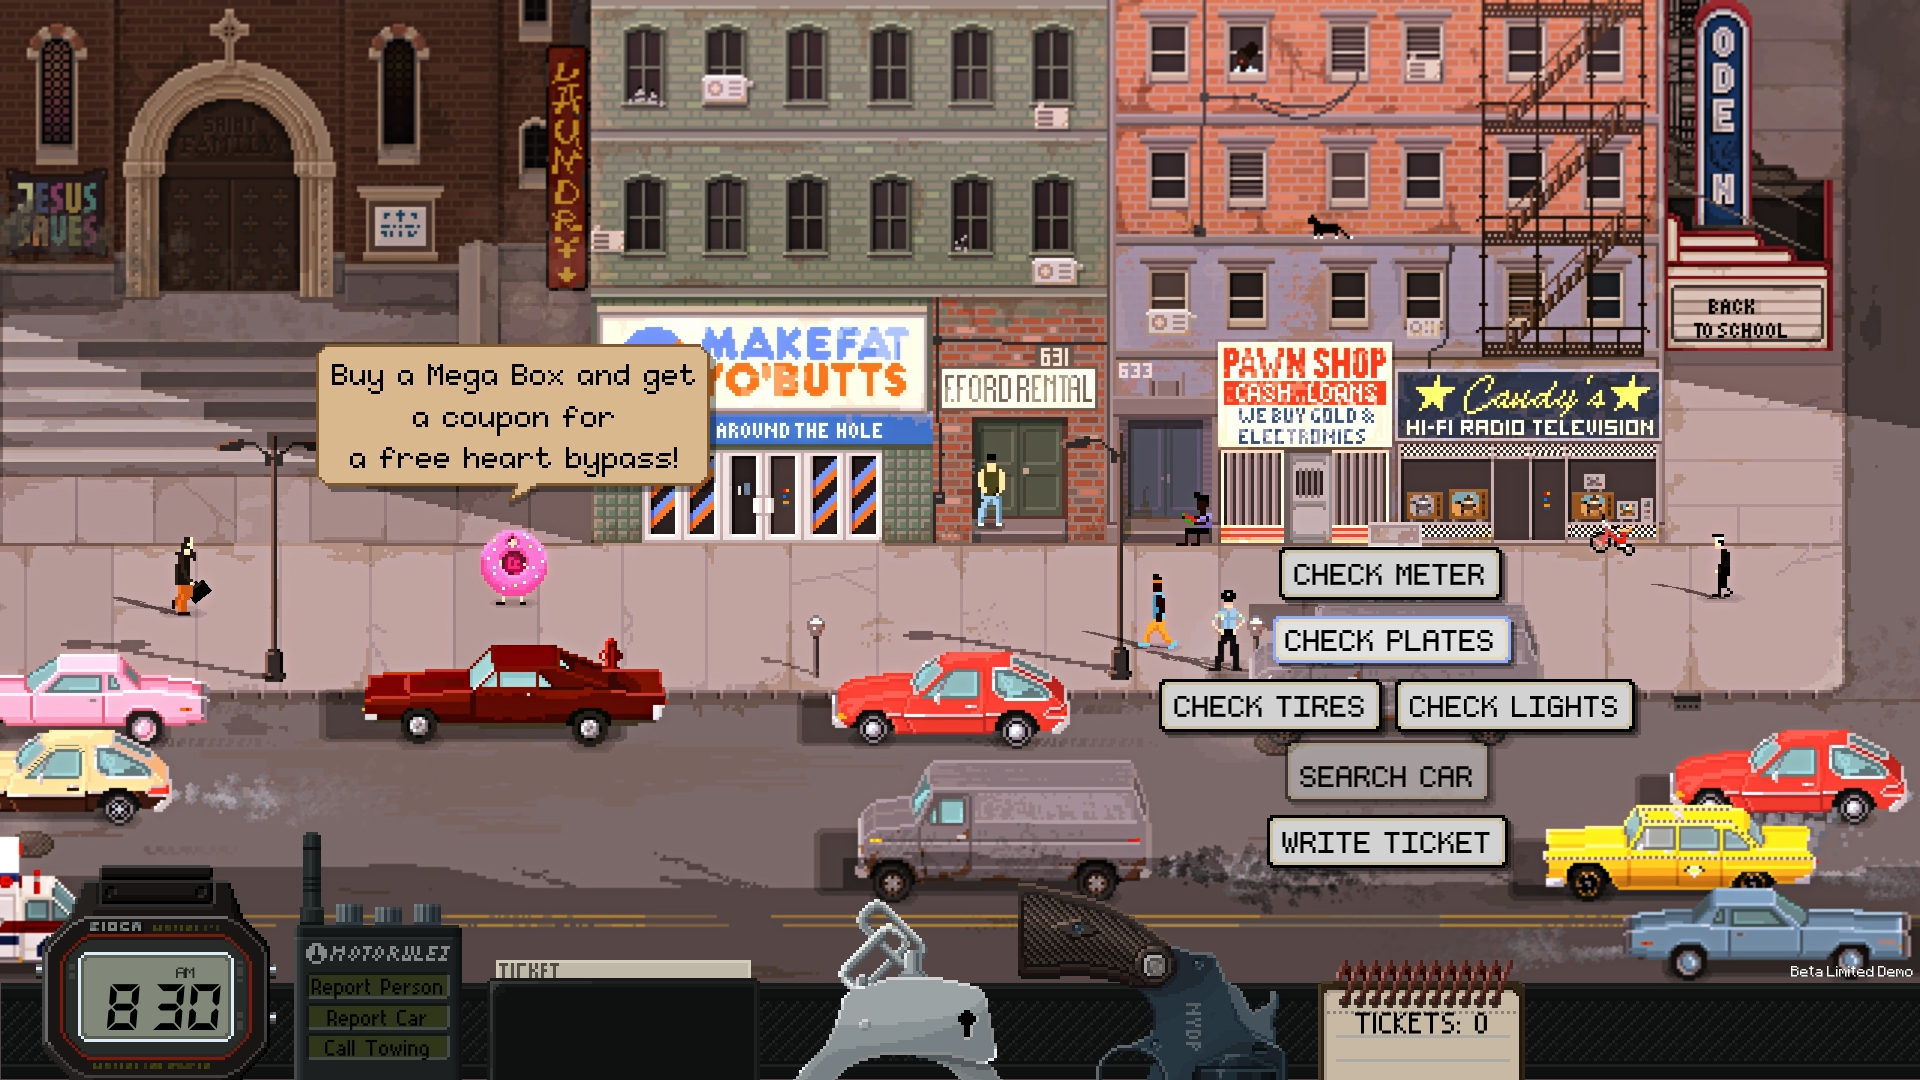 ODEON
SAINT
FAMILY
LAUNDRY
JESUS
SAVES
BACK
TO SCHOOL
MAKEFAT
YO'BUTTS
AROUND THE HOLE
631
FFORD RENTAL
633
PAWN SHOP
CASH LOANS
WE BUY GOLD &
ELECTRONICS
Candy's
HI-FI RADIO TELEVISION
Buy a Mega Box and get
a coupon for
a free heart bypass!
CHECK METER
CHECK PLATES
CHECK TIRES
CHECK LIGHTS
SEARCH CAR
WRITE TICKET
AM
8 30
MOTORULEZ
Report Person
Report Car
Call Towing
TICKET
Beta Limited Demo
TICKETS: 0